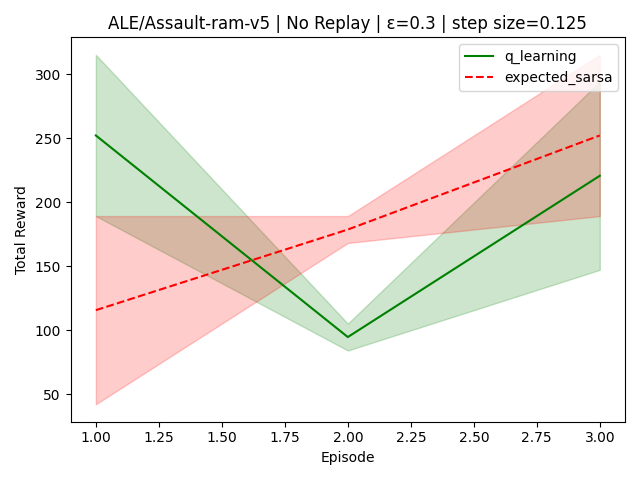 ALE/Assault-ram-v5 | No Replay | ε=0.3 | step size=0.125
q_learning
expected_sarsa
Total Reward
300
250
200
150
100
50
1.00 1.25 1.50 1.75 2.00 2.25 2.50 2.75 3.00
Episode